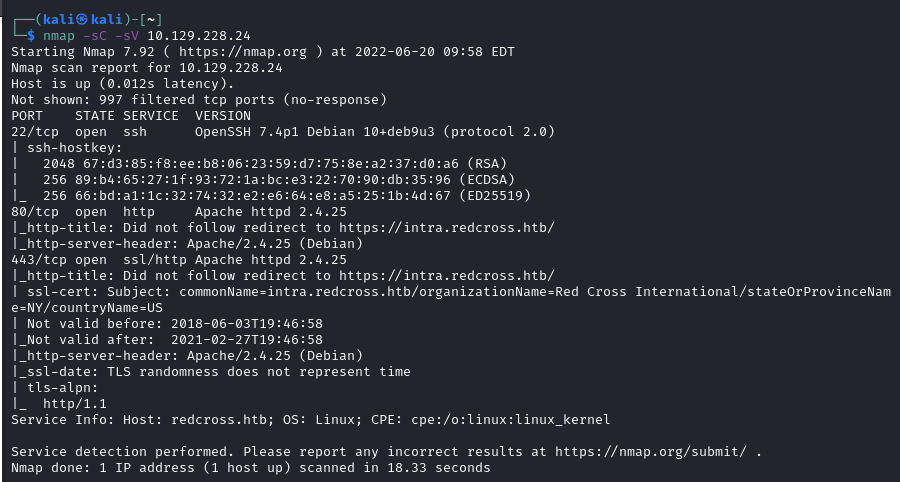 ┌──(kali㉿kali)-[~]
└─$ nmap -sC -sV 10.129.228.24
Starting Nmap 7.92 ( https://nmap.org ) at 2022-06-20 09:58 EDT
Nmap scan report for 10.129.228.24
Host is up (0.012s latency).
Not shown: 997 filtered tcp ports (no-response)
PORT    STATE SERVICE  VERSION
22/tcp  open  ssh      OpenSSH 7.4p1 Debian 10+deb9u3 (protocol 2.0)
| ssh-hostkey:
|   2048 67:d3:85:f8:ee:b8:06:23:59:d7:75:8e:a2:37:d0:a6 (RSA)
|   256 89:b4:65:27:1f:93:72:1a:bc:e3:22:70:90:db:35:96 (ECDSA)
|_  256 66:bd:a1:1c:32:74:32:e2:e6:64:e8:a5:25:1b:4d:67 (ED25519)
80/tcp  open  http     Apache httpd 2.4.25
|_http-title: Did not follow redirect to https://intra.redcross.htb/
|_http-server-header: Apache/2.4.25 (Debian)
443/tcp open  ssl/http Apache httpd 2.4.25
|_http-title: Did not follow redirect to https://intra.redcross.htb/
| ssl-cert: Subject: commonName=intra.redcross.htb/organizationName=Red Cross International/stateOrProvinceNam
e=NY/countryName=US
| Not valid before: 2018-06-03T19:46:58
|_Not valid after:  2021-02-27T19:46:58
|_http-server-header: Apache/2.4.25 (Debian)
|_ssl-date: TLS randomness does not represent time
| tls-alpn:
|_  http/1.1
Service Info: Host: redcross.htb; OS: Linux; CPE: cpe:/o:linux:linux_kernel

Service detection performed. Please report any incorrect results at https://nmap.org/submit/ .
Nmap done: 1 IP address (1 host up) scanned in 18.33 seconds